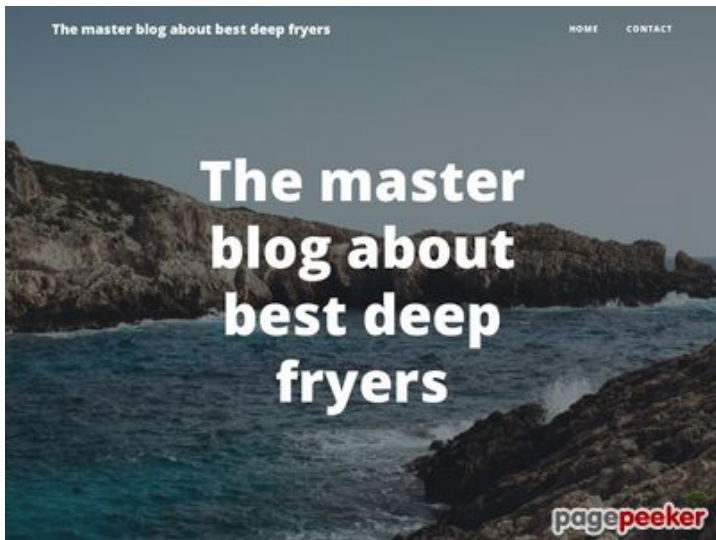 The master blog about best deep fryers
HOME CONTACT
The master
blog about
best deep
fryers
pagepeeker